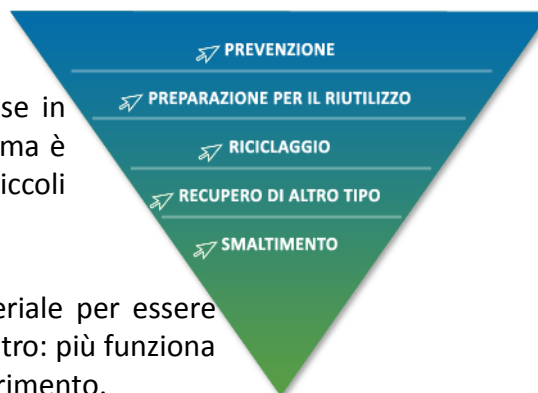 PREVENZIONE
PREPARAZIONE PER IL RIUTILIZZO
RICICLAGGIO
RECUPERO DI ALTRO TIPO
SMALTIMENTO
se in
ma è
iccoli
eriale per essere
tro: più funziona
rimento.